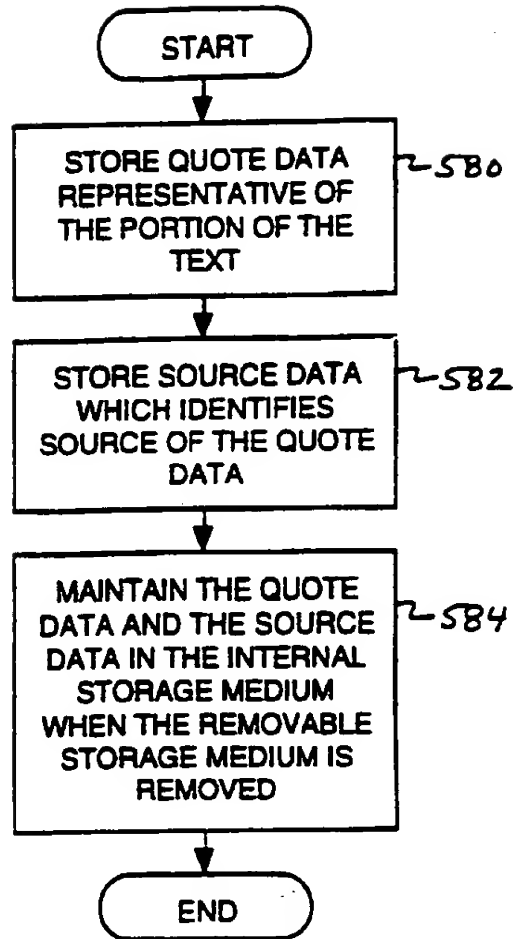 START
STORE QUOTE DATA
REPRESENTATIVE OF
THE PORTION OF THE
TEXT
580
STORE SOURCE DATA
WHICH IDENTIFIES
SOURCE OF THE QUOTE
DATA
582
MAINTAIN THE QUOTE
DATA AND THE SOURCE
DATA IN THE INTERNAL
STORAGE MEDIUM
WHEN THE REMOVABLE
STORAGE MEDIUM IS
REMOVED
584
END